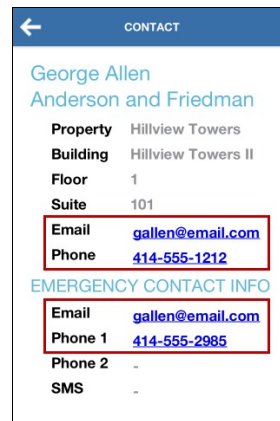 CONTACT
George Allen
Anderson and Friedman
Property Hillview Towers
Building Hillview Towers II
Floor 1
Suite 101
Email gallen@email.com
Phone 414-555-1212
EMERGENCY CONTACT INFO
Email gallen@email.com
Phone 1 414-555-2985
Phone 2 -
SMS -